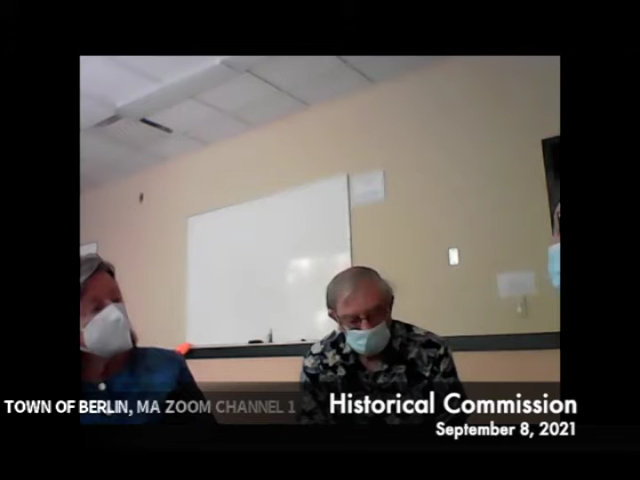 TOWN OF BERLIN, MA ZOOM CHANNEL 1
Historical Commission
September 8, 2021